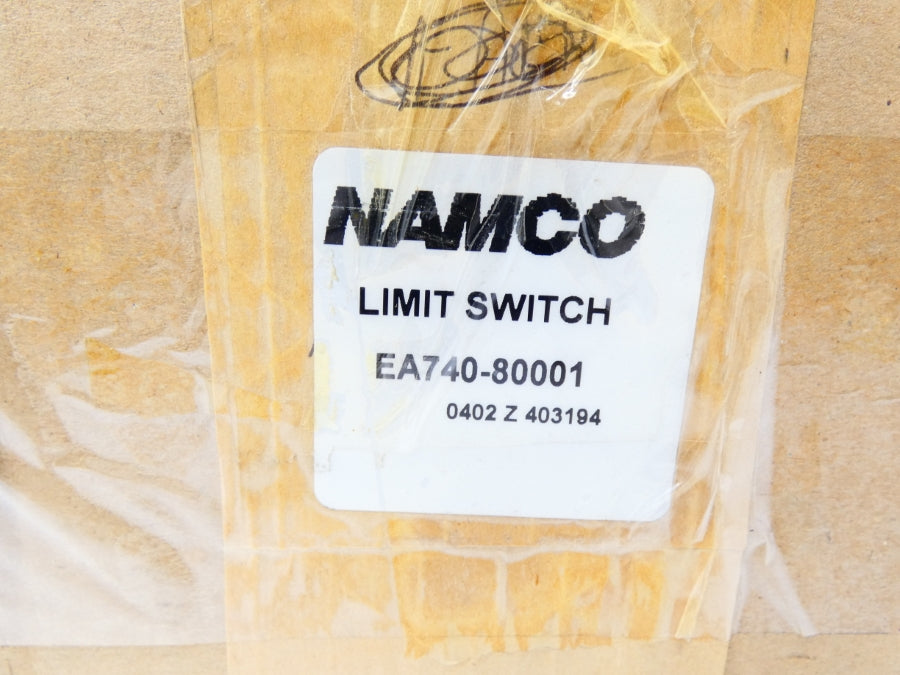 NAMCO
LIMIT SWITCH
EA740-80001
0402 Z 403194